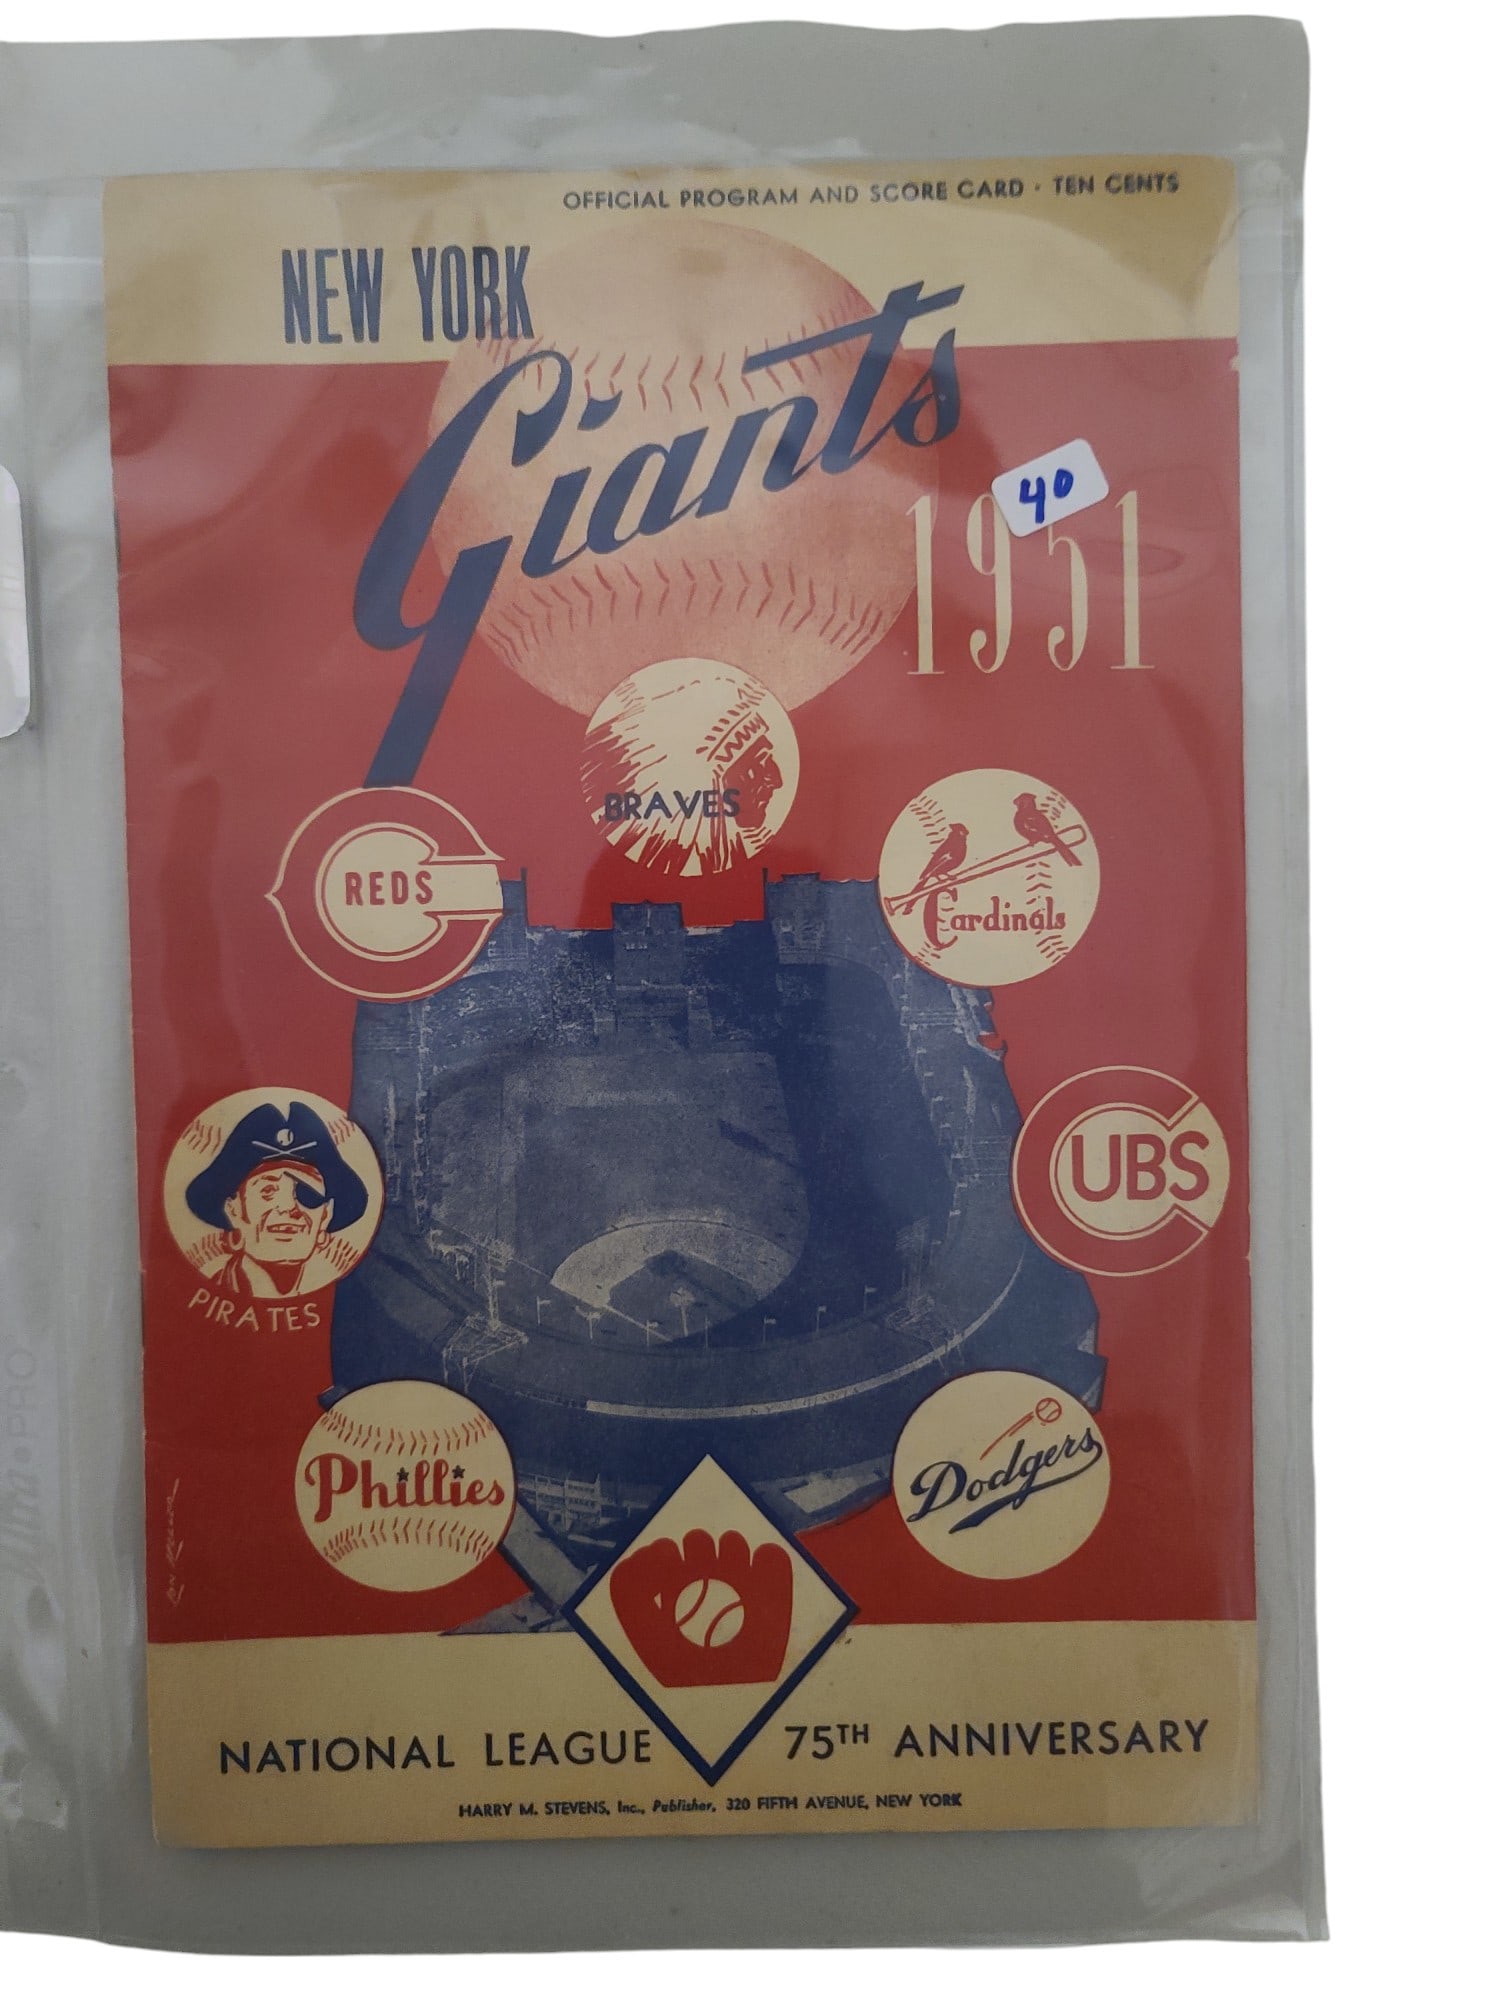 OFFICIAL PROGRAM AND SCORE CARD · TEN CENTS
NEW YORK
Giants
40
1951
BRAVES
REDS
Cardinals
CUBS
PIRATES
Phillies
Dodgers
NATIONAL LEAGUE 75TH ANNIVERSARY
HARRY M. STEVENS, Inc., Publisher, 320 FIFTH AVENUE, NEW YORK